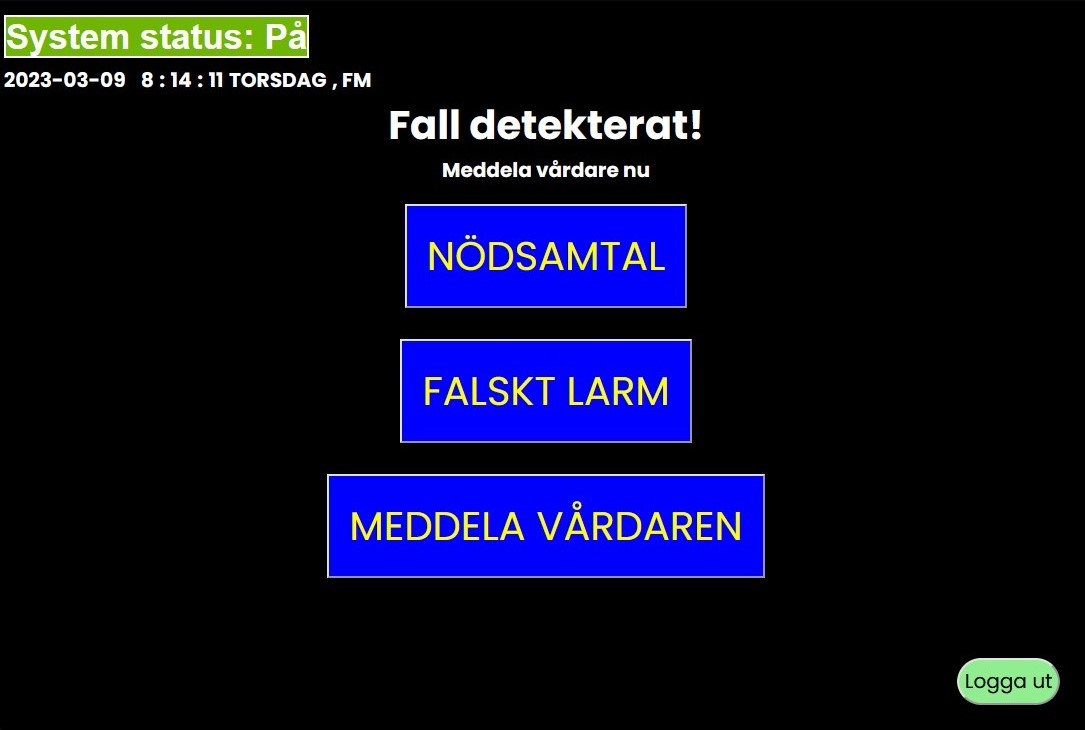 System status: På
2023-03-09 8 : 14 : 11 TORSDAG , FM
Fall detekterat!
Meddela vårdare nu
NÖDSAMTAL
FALSKT LARM
MEDDELA VÅRDAREN
Logga ut